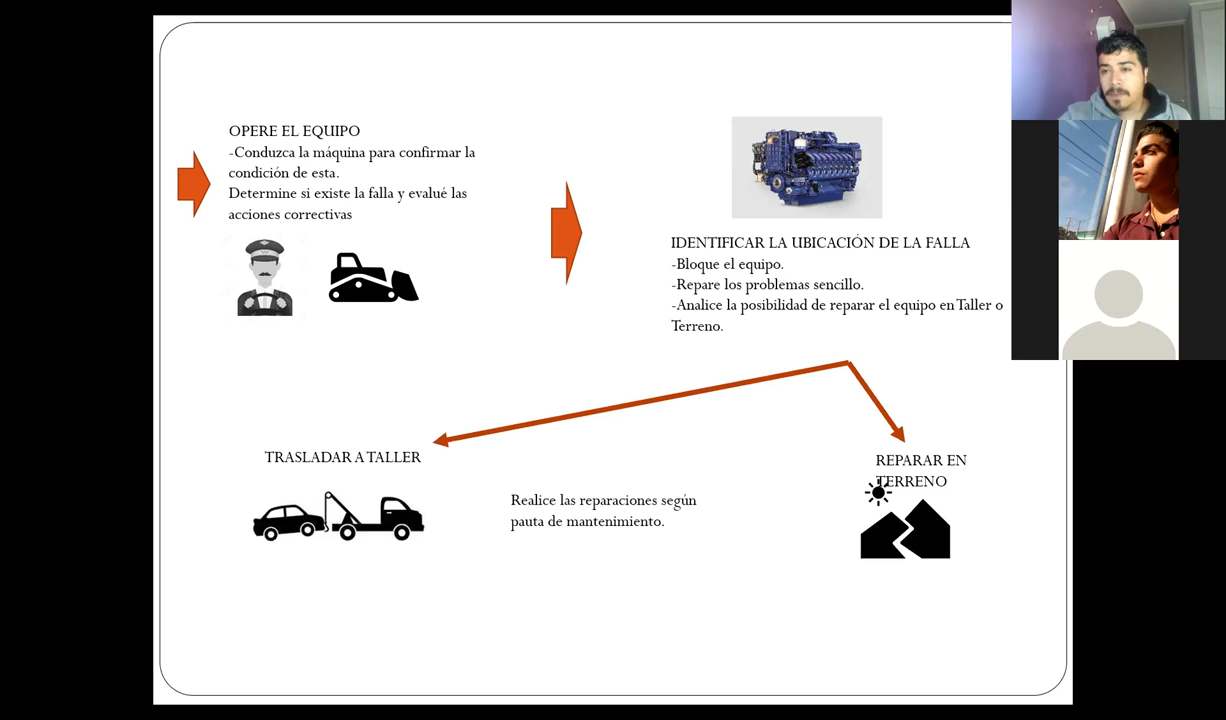 OPERE EL EQUIPO
-Conduzca la máquina para confirmar la
condición de esta.
Determine si existe la falla y evalué las
acciones correctivas
IDENTIFICAR LA UBICACIÓN DE LA FALLA
-Bloque el equipo.
-Repare los problemas sencillo.
-Analice la posibilidad de reparar el equipo en Taller o
Terreno.
TRASLADAR A TALLER
Realice las reparaciones según
pauta de mantenimiento.
REPARAR EN
TERRENO